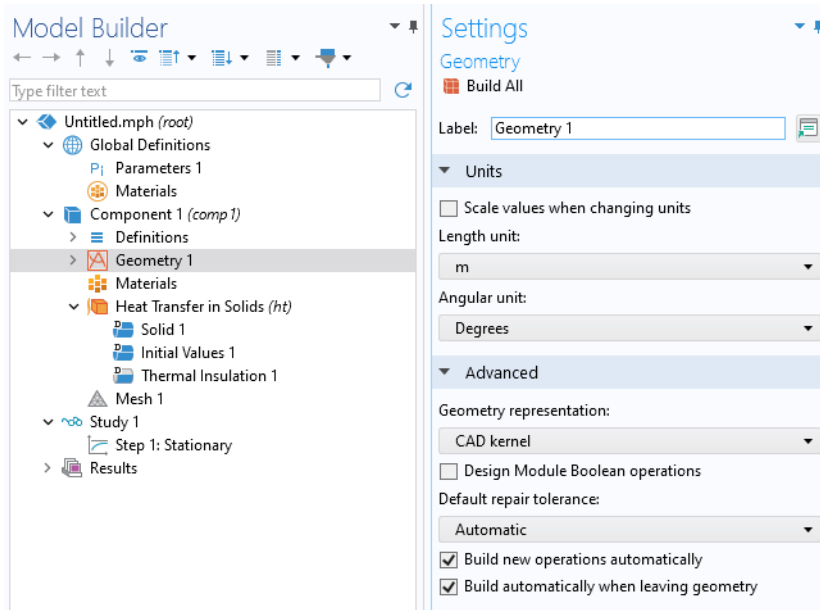 Model Builder
Type filter text
Untitled.mph (root)
Global Definitions
Pi Parameters 1
Materials
Component 1 (comp1)
Definitions
Geometry 1
Materials
Heat Transfer in Solids (ht)
D Solid 1
D Initial Values 1
D Thermal Insulation 1
Mesh 1
Study 1
Step 1: Stationary
Results
Settings
Geometry
Build All
Label: Geometry 1
Units
Scale values when changing units
Length unit:
m
Angular unit:
Degrees
Advanced
Geometry representation:
CAD kernel
Design Module Boolean operations
Default repair tolerance:
Automatic
Build new operations automatically
Build automatically when leaving geometry